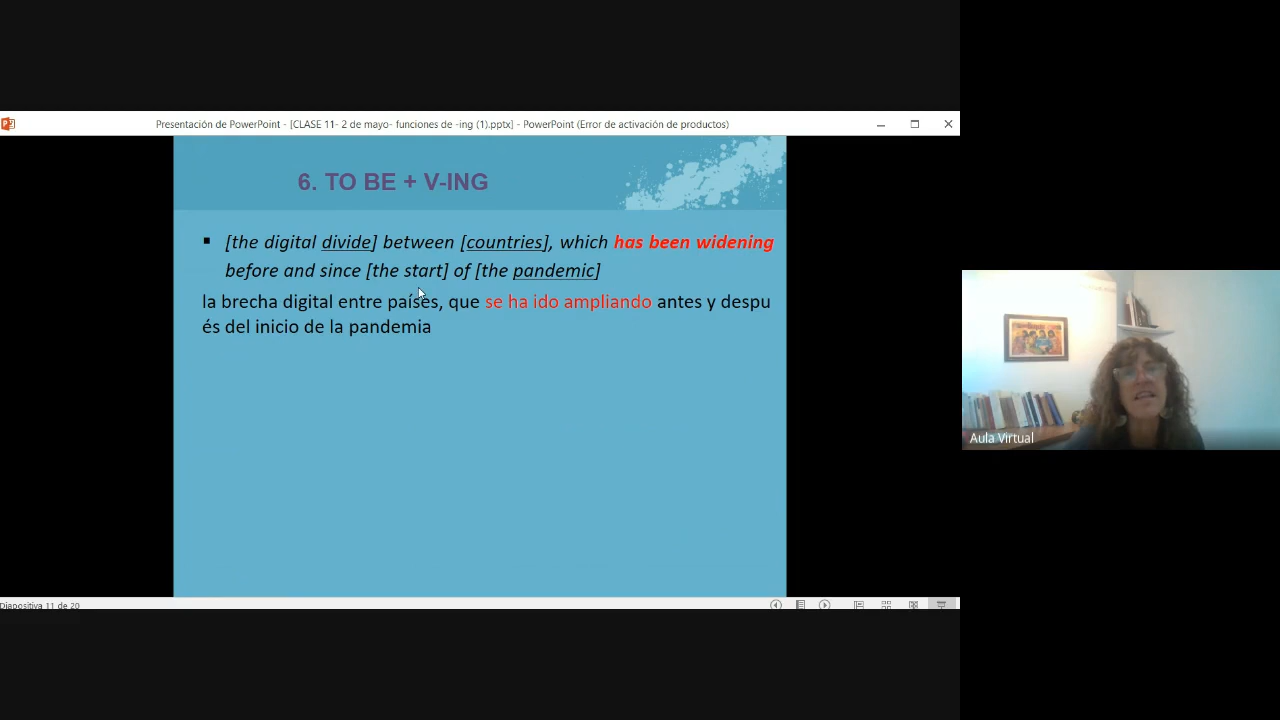 Presentación de PowerPoint - [CLASE 11- 2 de mayo- funciones de -ing (1).pptx] - PowerPoint (Error de activación de productos)
6. TO BE + V-ING
▪ [the digital divide] between [countries], which has been widening
before and since [the start] of [the pandemic]
la brecha digital entre países, que se ha ido ampliando antes y despu
és del inicio de la pandemia
Aula Virtual
Diapositiva 11 de 20